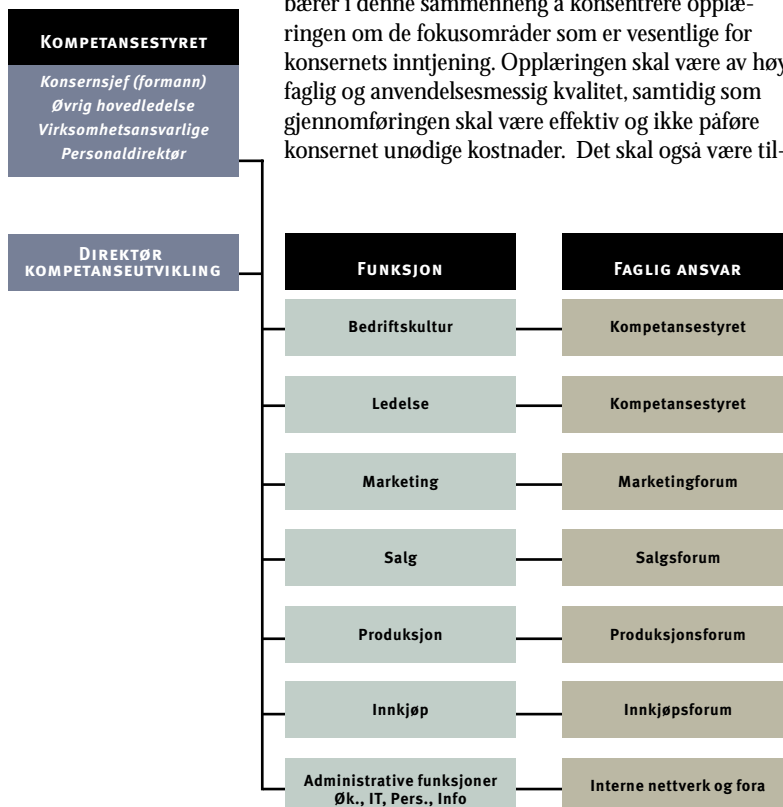 bærer i denne sammenheng å konsentrere opplæ-
ringen om de fokusområder som er vesentlige for
konsernets inntjening. Opplæringen skal være av høy
faglig og anvendelsesmessig kvalitet, samtidig som
gjennomføringen skal være effektiv og ikke påføre
konsernet unødige kostnader. Det skal også være til-
KOMPETANSESTYRET
Konsernsjef (formann)
Øvrig hovedledelse
Virksomhetsansvarlige
Personaldirektør
DIREKTØR
KOMPETANSEUTVIKLING
FUNKSJON
FAGLIG ANSVAR
Bedriftskultur
Kompetansestyret
Ledelse
Kompetansestyret
Marketing
Marketingforum
Salg
Salgsforum
Produksjon
Produksjonsforum
Innkjøp
Innkjøpsforum
Administrative funksjoner
Øk., IT, Pers., Info
Interne nettverk og fora